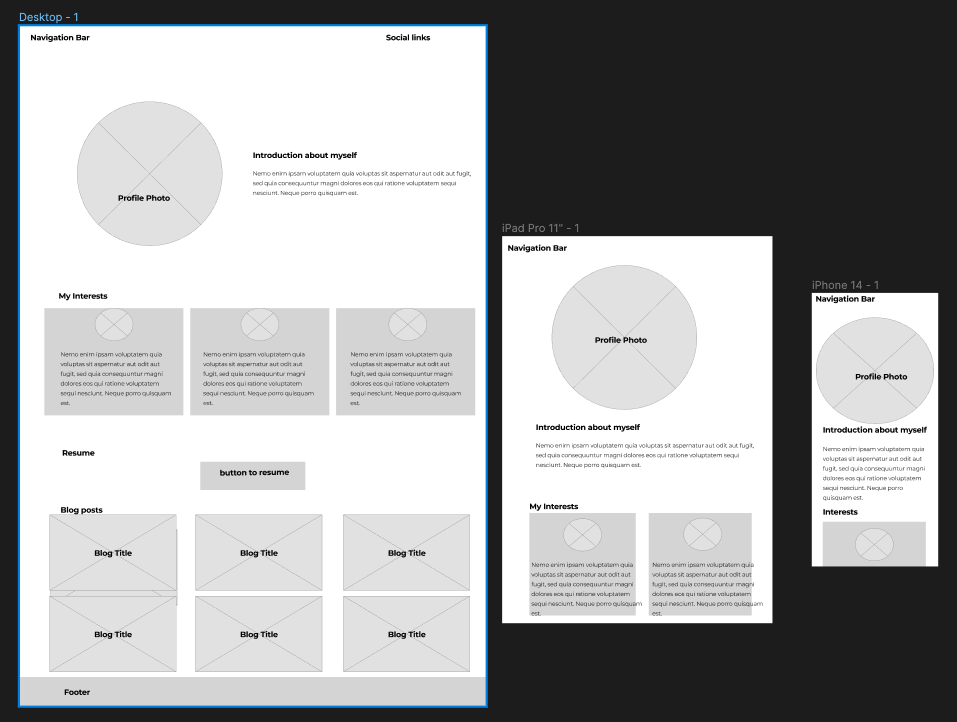 Desktop - 1
Navigation Bar
Social links
Profile Photo
Introduction about myself
Nemo enim ipsam voluptatem quia voluptas sit aspernatur aut odit aut fugit,
sed quia consequuntur magni dolores eos qui ratione voluptatem sequi
nesciunt. Neque porro quisquam est.
My Interests
Nemo enim ipsam voluptatem quia
voluptas sit aspernatur aut odit aut
fugit, sed quia consequuntur magni
dolores eos qui ratione voluptatem
sequi nesciunt. Neque porro quisquam
est.
Nemo enim ipsam voluptatem quia
voluptas sit aspernatur aut odit aut
fugit, sed quia consequuntur magni
dolores eos qui ratione voluptatem
sequi nesciunt. Neque porro quisquam
est.
Nemo enim ipsam voluptatem quia
voluptas sit aspernatur aut odit aut
fugit, sed quia consequuntur magni
dolores eos qui ratione voluptatem
sequi nesciunt. Neque porro quisquam
est.
Resume
button to resume
Blog posts
Blog Title
Blog Title
Blog Title
Blog Title
Blog Title
Blog Title
Footer
iPad Pro 11" - 1
Navigation Bar
Profile Photo
Introduction about myself
Nemo enim ipsam voluptatem quia voluptas sit aspernatur aut odit aut fugit,
sed quia consequuntur magni dolores eos qui ratione voluptatem sequi
nesciunt. Neque porro quisquam est.
My Interests
Nemo enim ipsam voluptatem quia
voluptas sit aspernatur aut odit aut
fugit, sed quia consequuntur magni
dolores eos qui ratione voluptatem
sequi nesciunt. Neque porro quisquam
est.
Nemo enim ipsam voluptatem quia
voluptas sit aspernatur aut odit aut
fugit, sed quia consequuntur magni
dolores eos qui ratione voluptatem
sequi nesciunt. Neque porro quisquam
est.
iPhone 14 - 1
Navigation Bar
Profile Photo
Introduction about myself
Nemo enim ipsam voluptatem quia
voluptas sit aspernatur aut odit aut
fugit, sed quia consequuntur magni
dolores eos qui ratione voluptatem
sequi nesciunt. Neque porro
quisquam est.
Interests